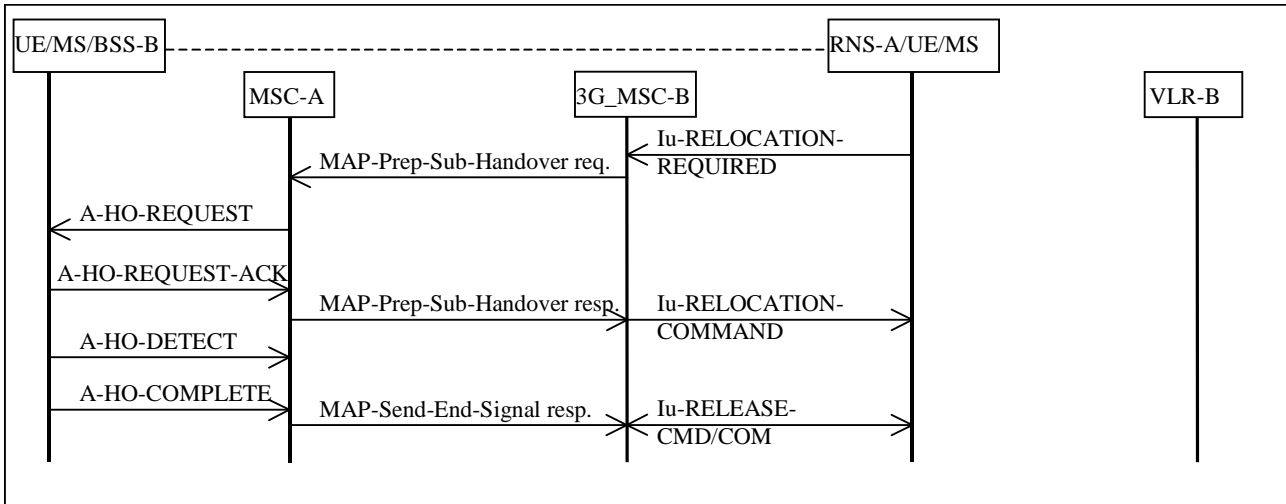 UE/MS/BSS-B
RNS-A/UE/MS
MSC-A
3G_MSC-B
VLR-B
Iu-RELOCATION-
REQUIRED
MAP-Prep-Sub-Handover req.
A-HO-REQUEST
A-HO-REQUEST-ACK
MAP-Prep-Sub-Handover resp.
Iu-RELOCATION-
COMMAND
A-HO-DETECT
A-HO-COMPLETE
MAP-Send-End-Signal resp.
Iu-RELEASE-
CMD/COM